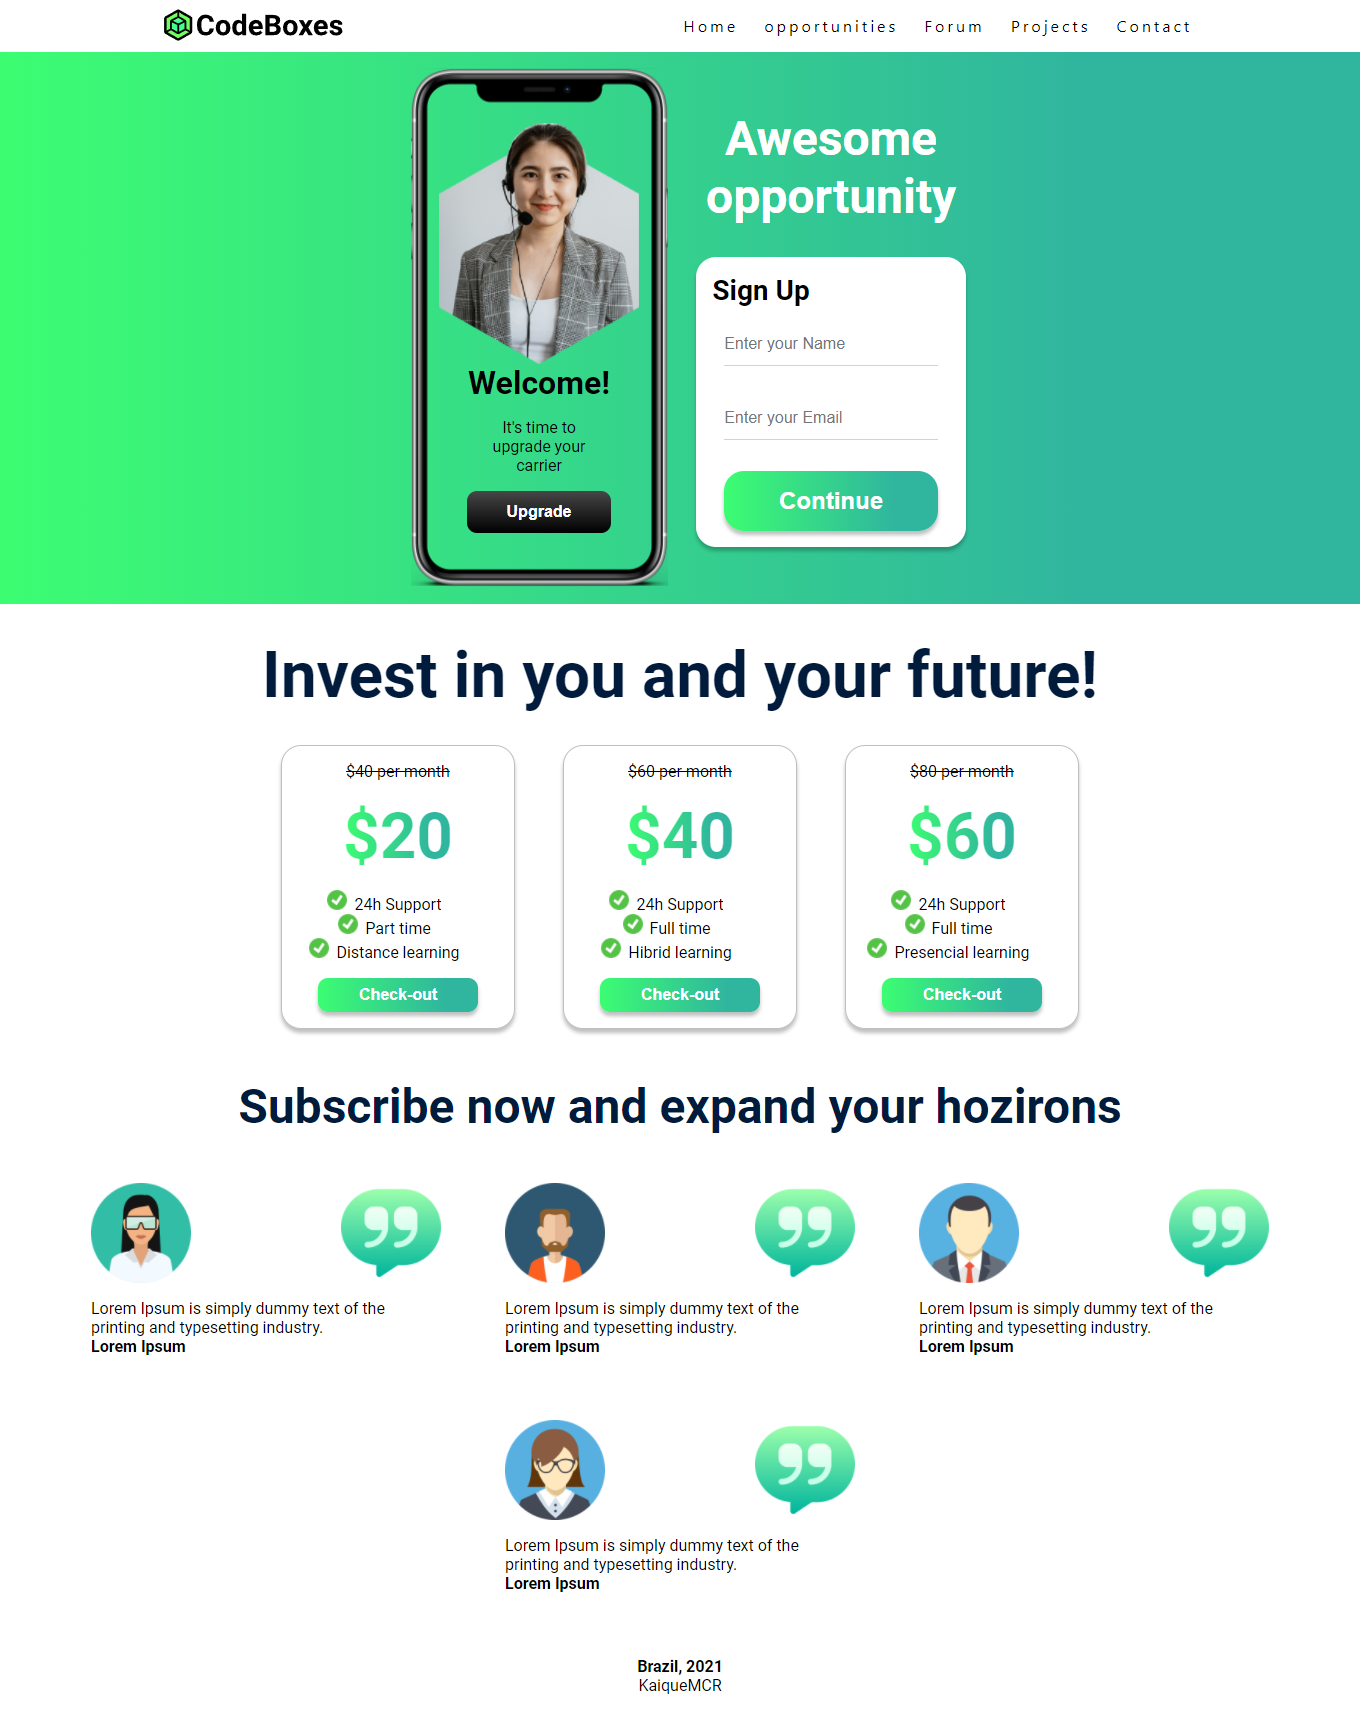 CodeBoxes
Home opportunities Forum Projects Contact
Awesome
opportunity
Sign Up
Enter your Name
Enter your Email
Continue
Welcome!
It's time to
upgrade your
carrier
Upgrade
Invest in you and your future!
$40 per month
$20
24h Support
Part time
Distance learning
Check-out
$60 per month
$40
24h Support
Full time
Hibrid learning
Check-out
$80 per month
$60
24h Support
Full time
Presencial learning
Check-out
Subscribe now and expand your hozirons
Lorem Ipsum is simply dummy text of the
printing and typesetting industry.
Lorem Ipsum
Lorem Ipsum is simply dummy text of the
printing and typesetting industry.
Lorem Ipsum
Lorem Ipsum is simply dummy text of the
printing and typesetting industry.
Lorem Ipsum
Lorem Ipsum is simply dummy text of the
printing and typesetting industry.
Lorem Ipsum
Brazil, 2021
KaiqueMCR